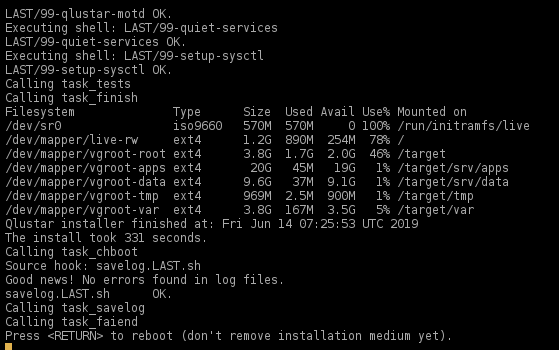 LAST/99-qlustar-motd OK.
Executing shell: LAST/99-quiet-services
LAST/99-quiet-services OK.
Executing shell: LAST/99-setup-sysctl
LAST/99-setup-sysctl OK.
Calling task_tests
Calling task_finish
Filesystem              Type      Size  Used Avail Use% Mounted on
/dev/sr0                iso9660   570M  570M     0 100% /run/initramfs/live
/dev/mapper/live-rw     ext4      1.2G  890M  254M  78% /
/dev/mapper/vgroot-root ext4      3.8G  1.7G  2.0G  46% /target
/dev/mapper/vgroot-apps ext4       20G   45M   19G   1% /target/srv/apps
/dev/mapper/vgroot-data ext4      9.6G   37M  9.1G   1% /target/srv/data
/dev/mapper/vgroot-tmp  ext4      969M  2.5M  900M   1% /target/tmp
/dev/mapper/vgroot-var  ext4      3.8G  167M  3.5G   5% /target/var
Qlustar installer finished at: Fri Jun 14 07:25:53 UTC 2019
The install took 331 seconds.
Calling task_chboot
Source hook: savelog.LAST.sh
Good news! No errors found in log files.
savelog.LAST.sh      OK.
Calling task_savelog
Calling task_faiend
Press <RETURN> to reboot (don't remove installation medium yet).